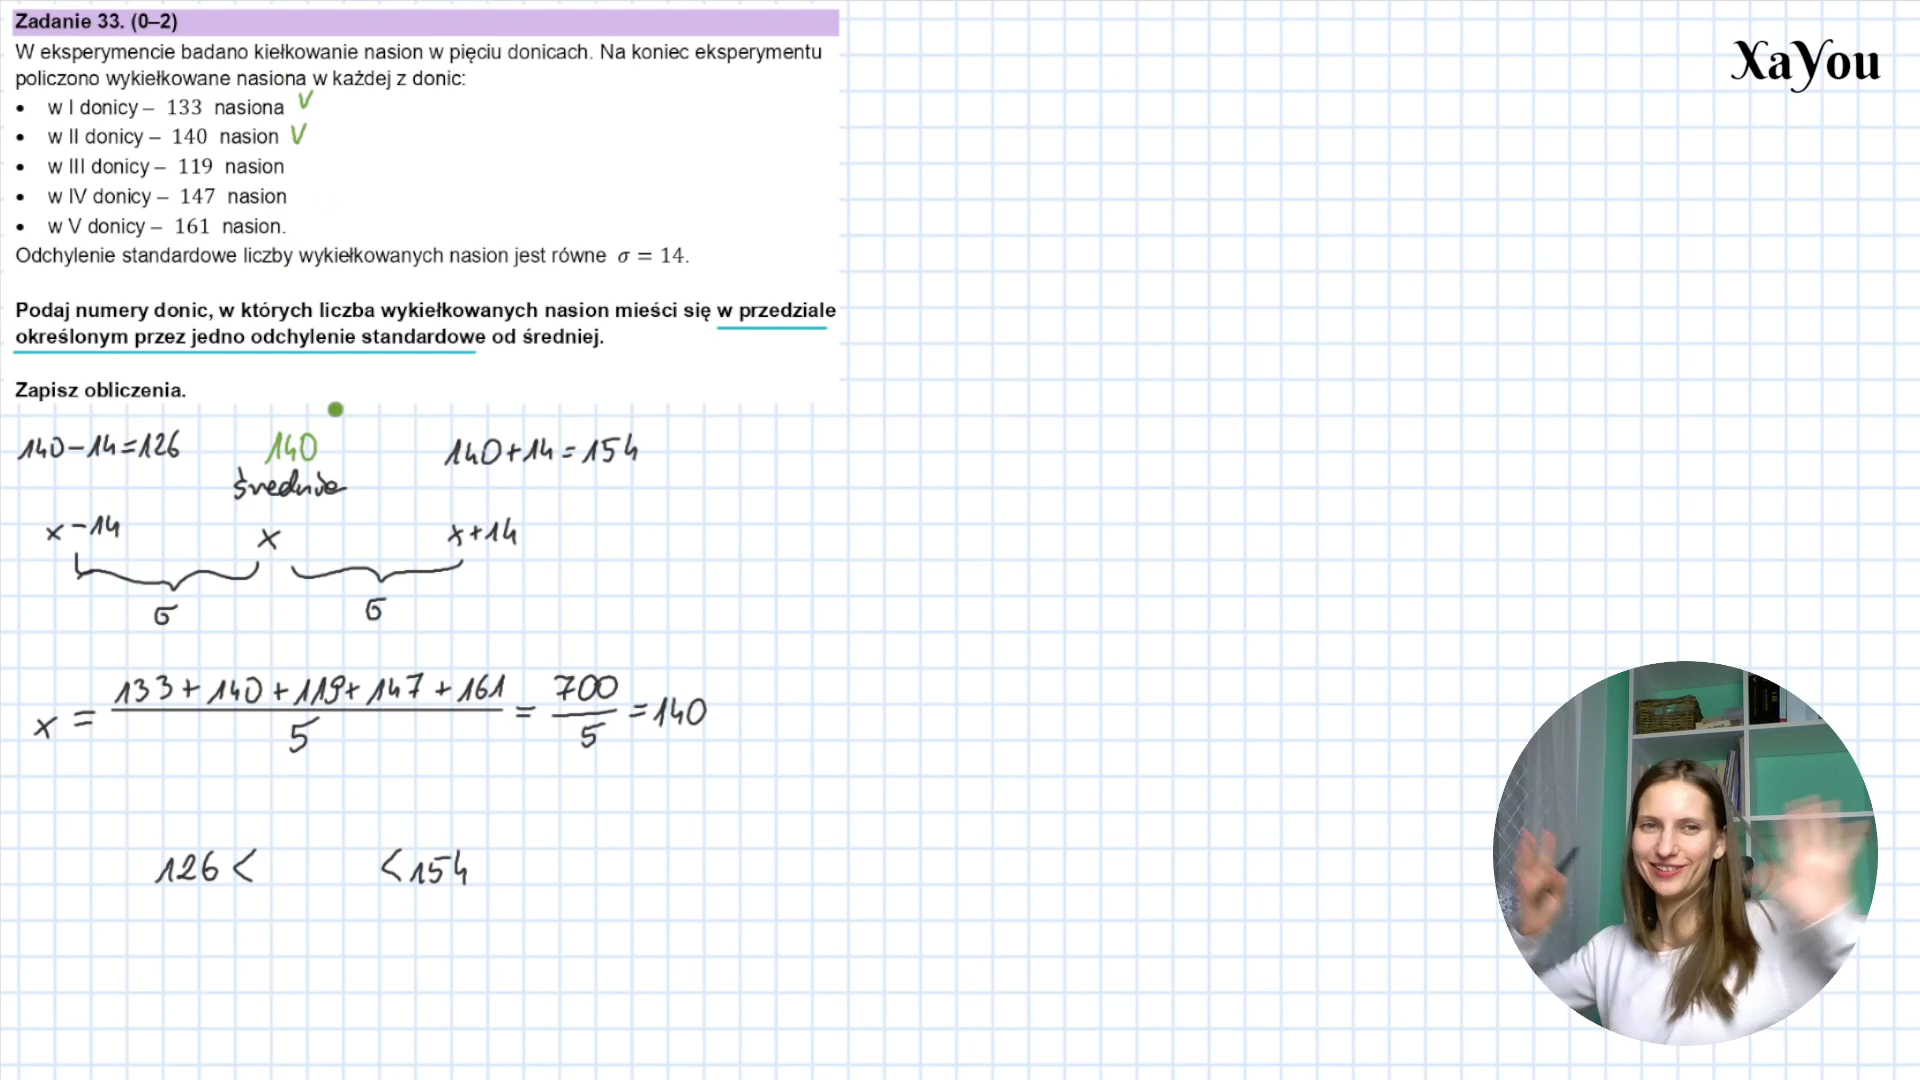 Zadanie 33. (0–2)
W eksperymencie badano kiełkowanie nasion w pięciu donicach. Na koniec eksperymentu
policzono wykiełkowane nasiona w każdej z donic:
• w I donicy – 133 nasiona V
• w II donicy – 140 nasion V
• w III donicy – 119 nasion
• w IV donicy – 147 nasion
• w V donicy – 161 nasion.
Odchylenie standardowe liczby wykiełkowanych nasion jest równe σ = 14.
Podaj numery donic, w których liczba wykiełkowanych nasion mieści się w przedziale
określonym przez jedno odchylenie standardowe od średniej.
Zapisz obliczenia.
140-14=126 140 140+14=154
średnia
x-14 x x+14
σ σ
x = (133+140+119+147+161)/5 = 700/5 = 140
126 < < 154
XaYou